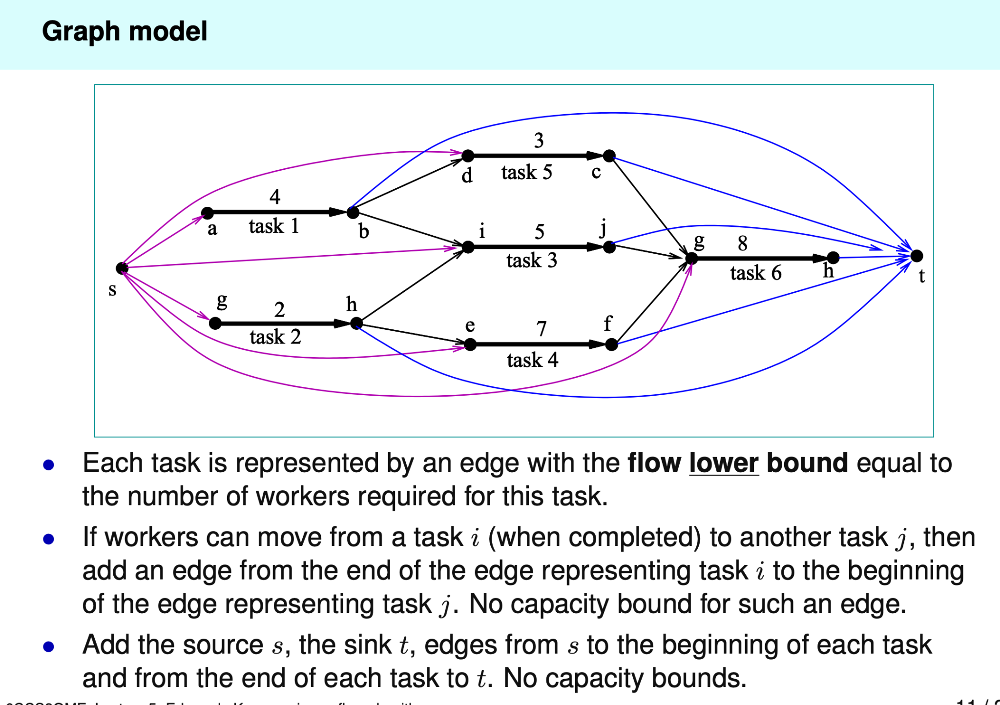 Graph model
3
d
task 5
c
4
a
task 1
b
i
5
j
task 3
g
8
task 6
h
t
s
g
2
h
task 2
e
7
f
task 4
• Each task is represented by an edge with the flow lower bound equal to
the number of workers required for this task.
• If workers can move from a task i (when completed) to another task j, then
add an edge from the end of the edge representing task i to the beginning
of the edge representing task j. No capacity bound for such an edge.
• Add the source s, the sink t, edges from s to the beginning of each task
and from the end of each task to t. No capacity bounds.
11 /